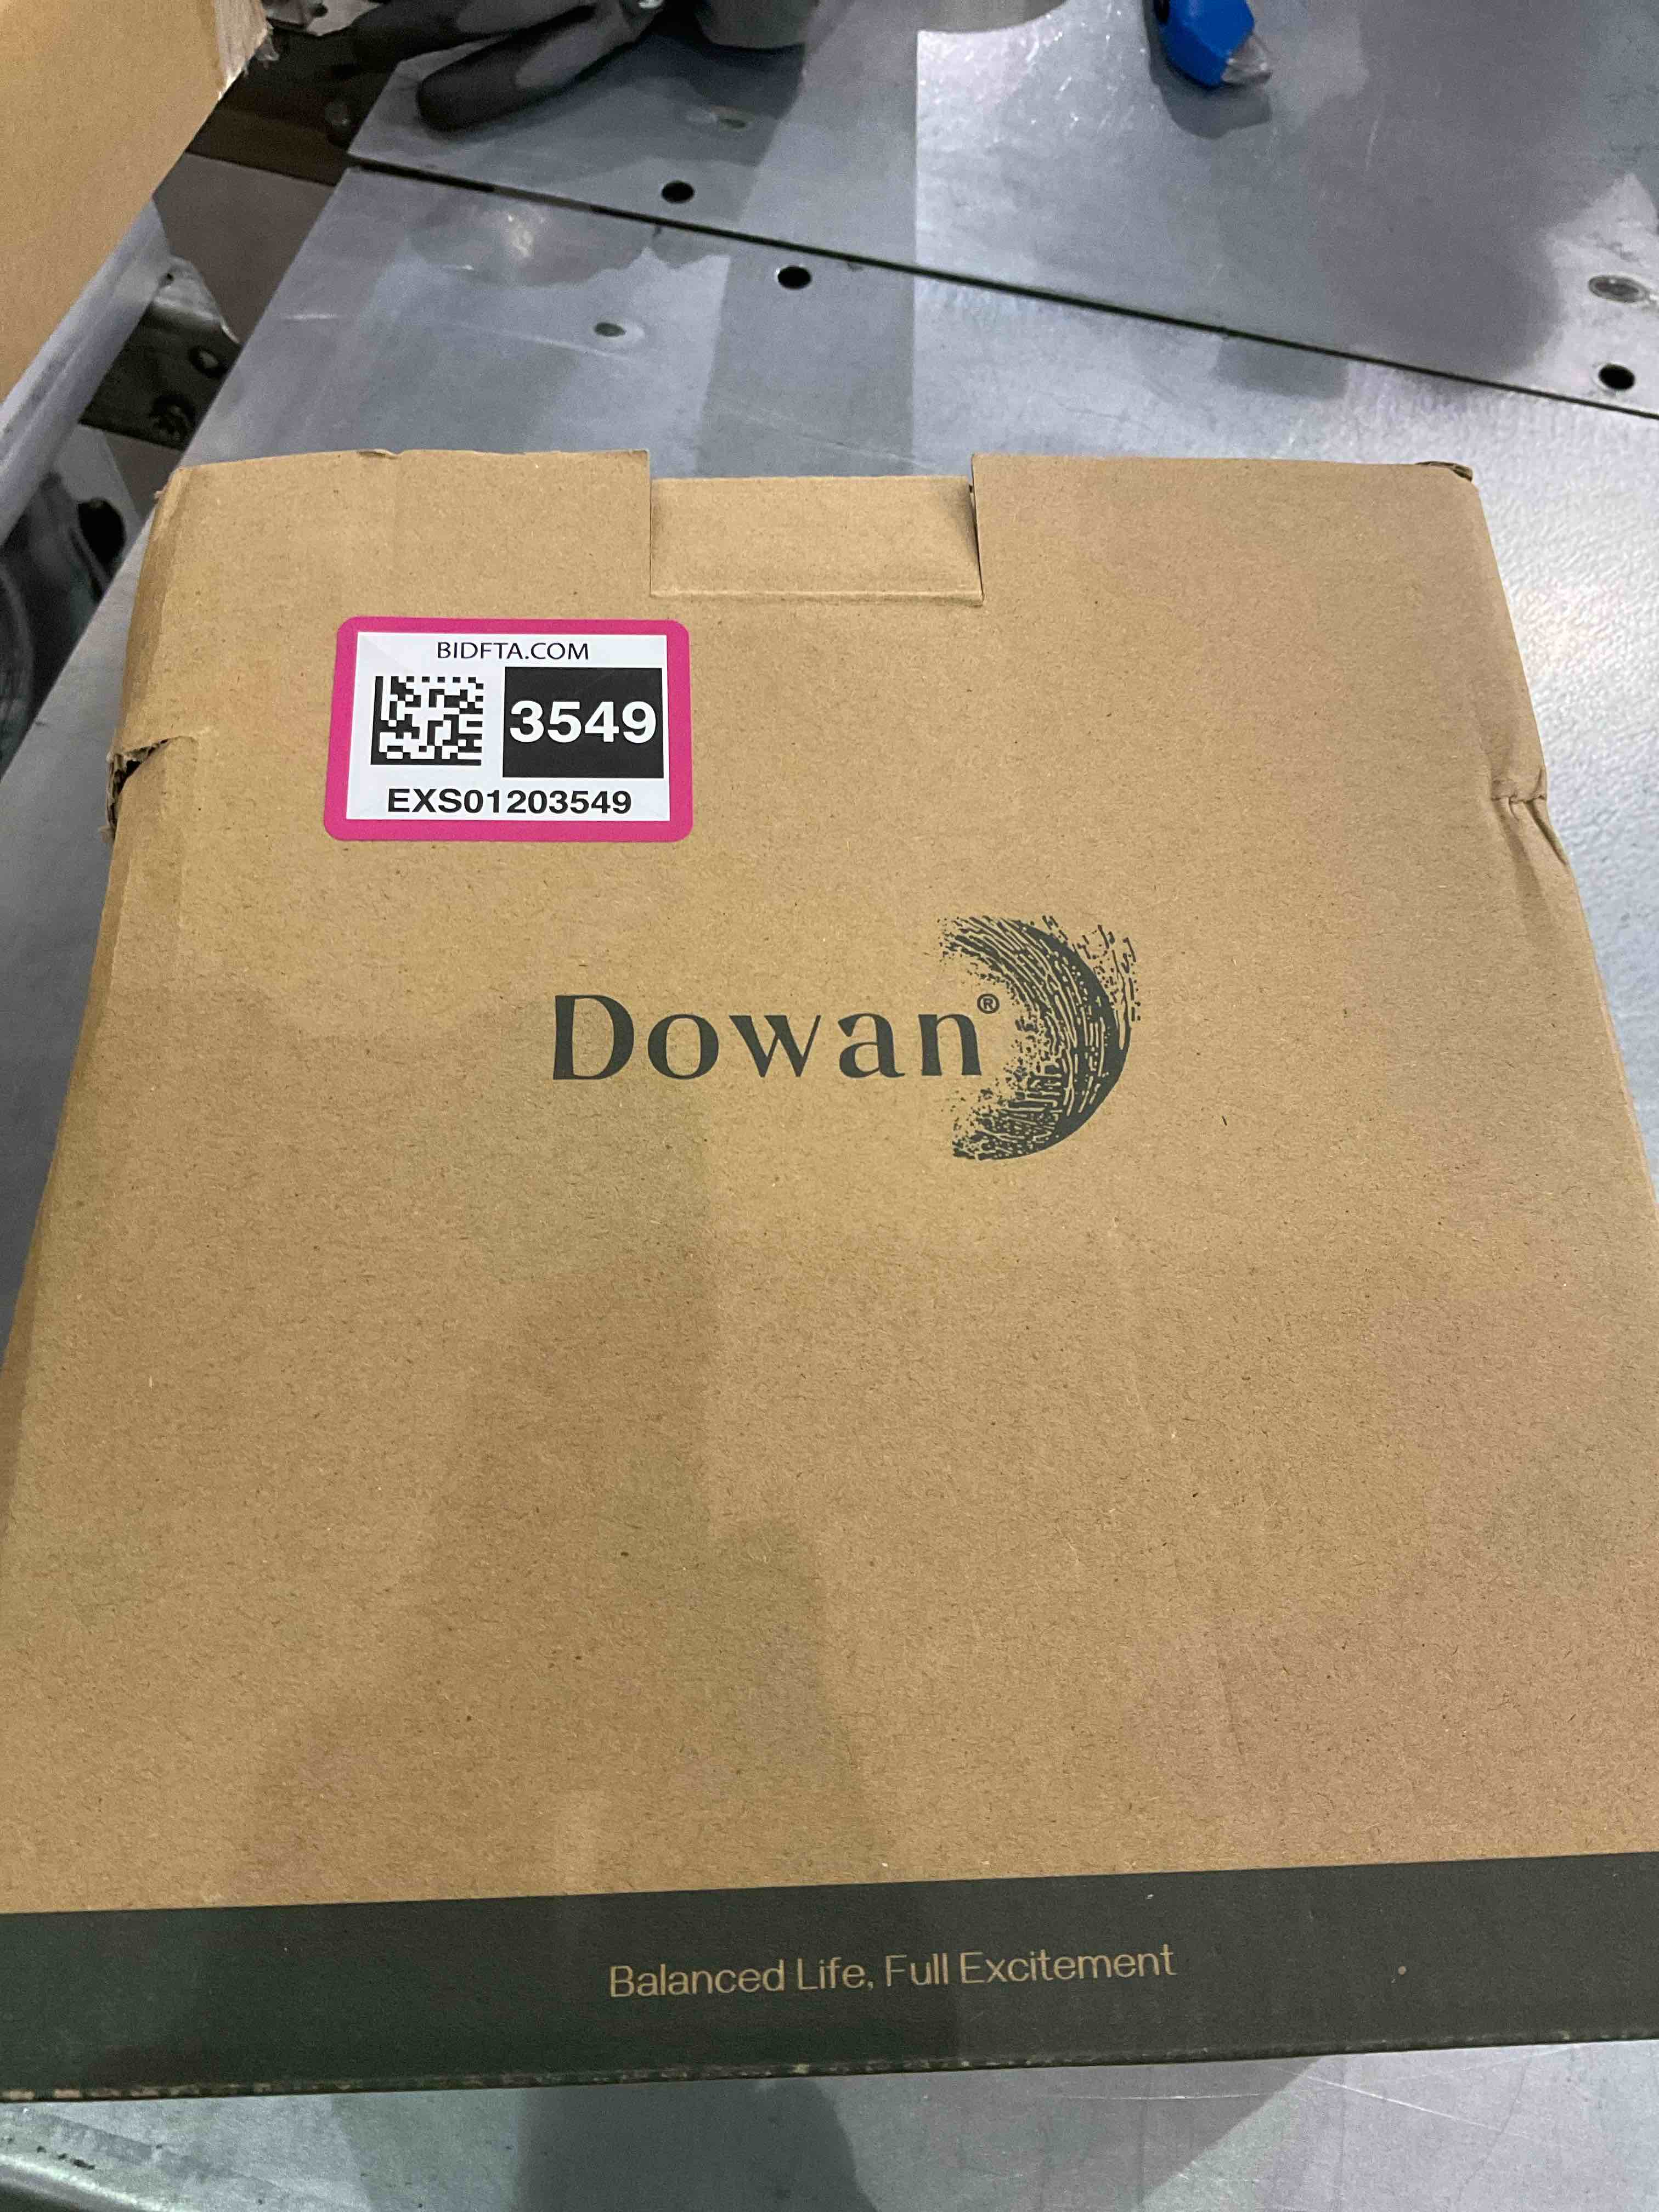 BIDFTA.COM
3549
EXS01203549
Dowan®
Balanced Life, Full Excitement